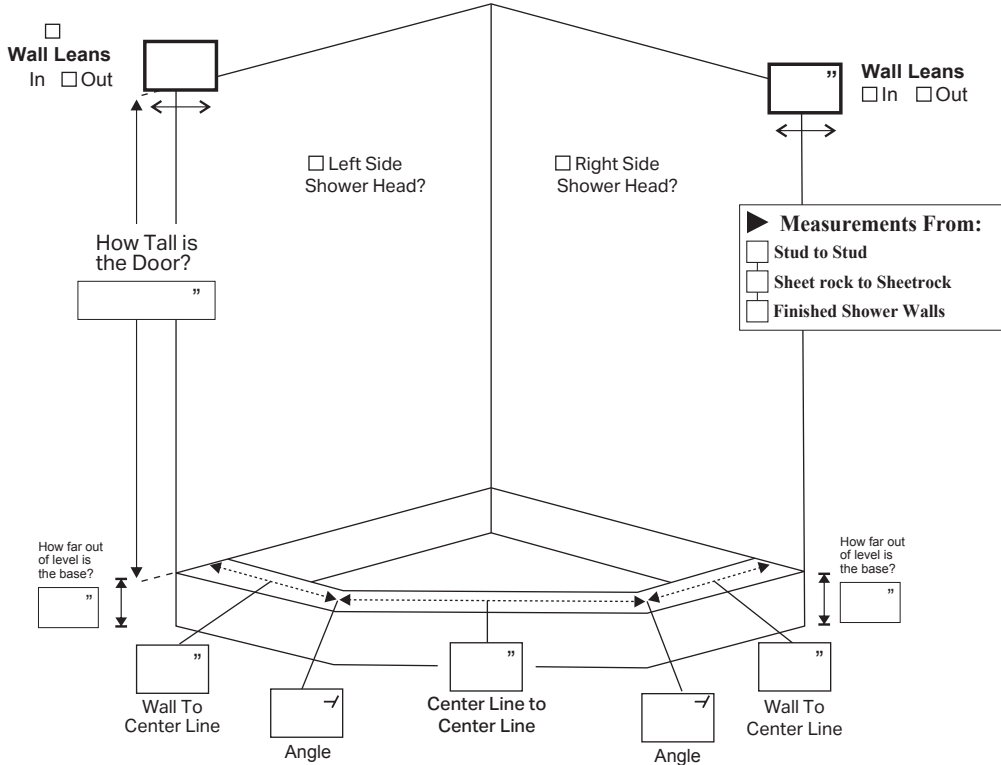 Wall Leans
In Out
”
Wall Leans
In Out
Left Side
Shower Head?
Right Side
Shower Head?
Measurements From:
Stud to Stud
Sheet rock to Sheetrock
Finished Shower Walls
How Tall is
the Door?
”
How far out
of level is
the base?
”
How far out
of level is
the base?
”
”
Wall To
Center Line
Angle
”
Center Line to
Center Line
Angle
”
Wall To
Center Line